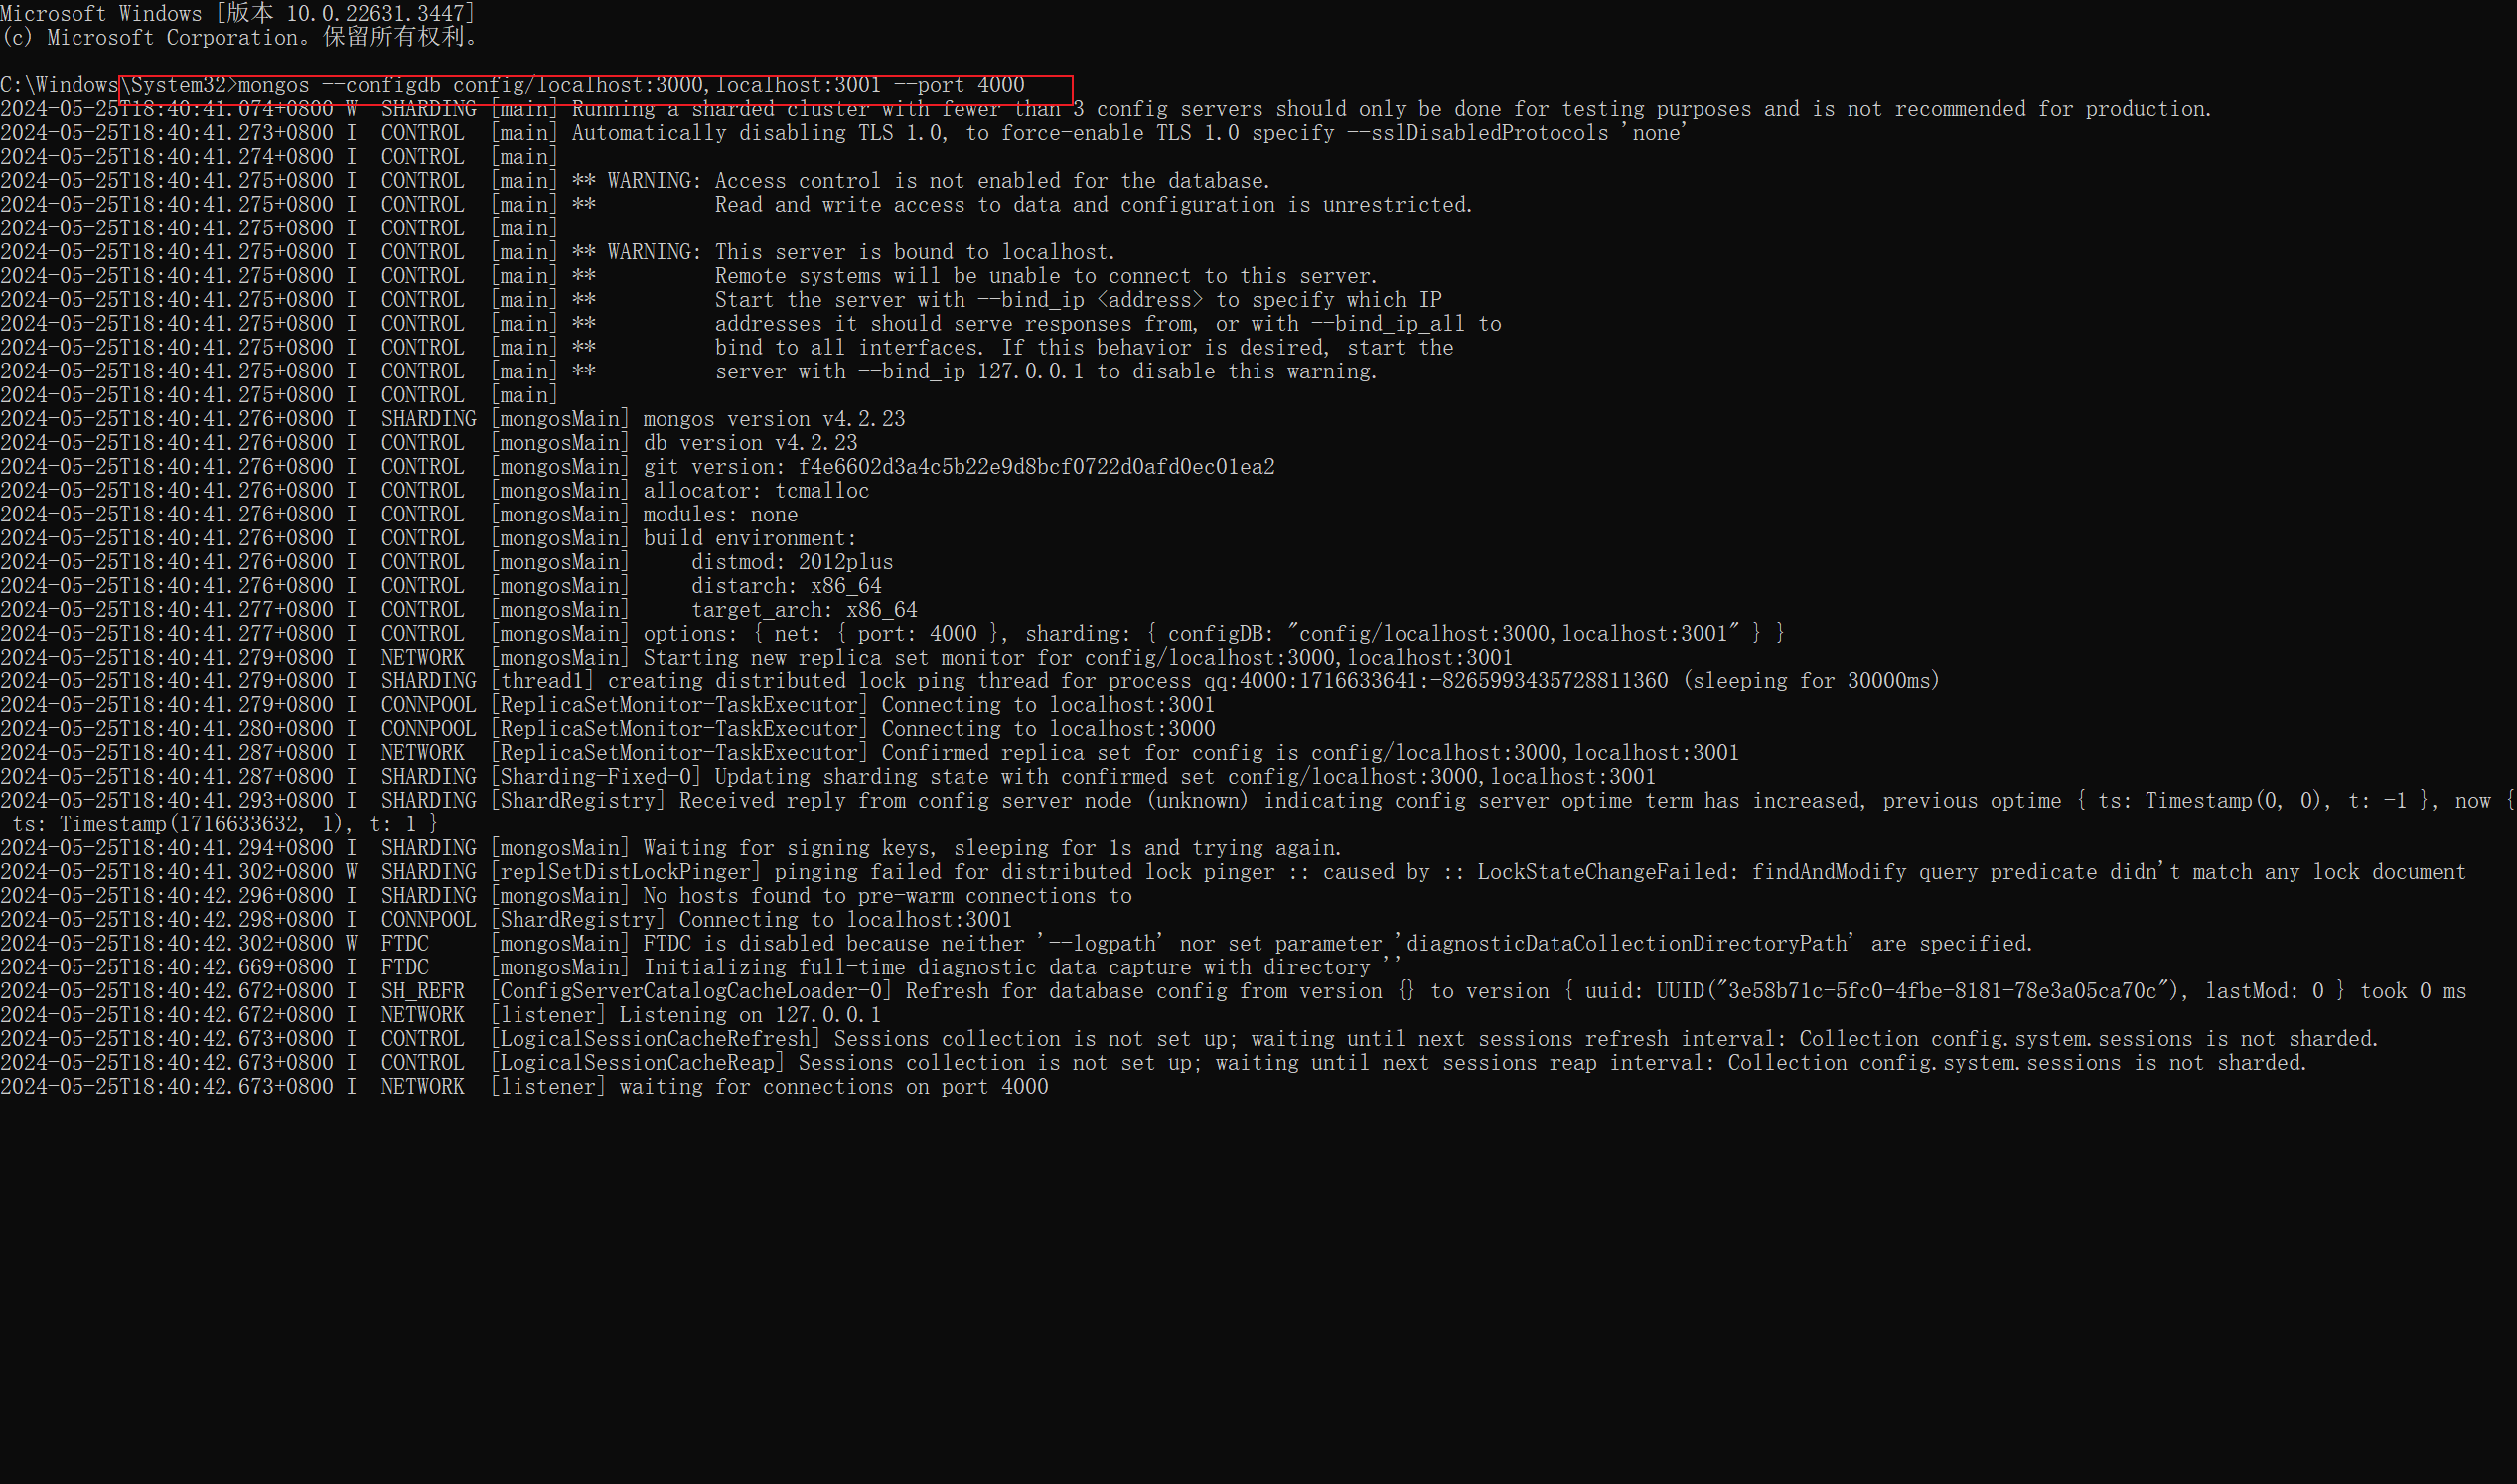 Microsoft Windows [版本 10.0.22631.3447]
(c) Microsoft Corporation。保留所有权利。
C:\Windows\System32>mongos --configdb config/localhost:3000,localhost:3001 --port 4000
2024-05-25T18:40:41.074+0800 W  SHARDING [main] Running a sharded cluster with fewer than 3 config servers should only be done for testing purposes and is not recommended for production.
2024-05-25T18:40:41.273+0800 I  CONTROL  [main] Automatically disabling TLS 1.0, to force-enable TLS 1.0 specify --sslDisabledProtocols 'none'
2024-05-25T18:40:41.274+0800 I  CONTROL  [main]
2024-05-25T18:40:41.275+0800 I  CONTROL  [main] ** WARNING: Access control is not enabled for the database.
2024-05-25T18:40:41.275+0800 I  CONTROL  [main] **          Read and write access to data and configuration is unrestricted.
2024-05-25T18:40:41.275+0800 I  CONTROL  [main]
2024-05-25T18:40:41.275+0800 I  CONTROL  [main] ** WARNING: This server is bound to localhost.
2024-05-25T18:40:41.275+0800 I  CONTROL  [main] **          Remote systems will be unable to connect to this server.
2024-05-25T18:40:41.275+0800 I  CONTROL  [main] **          Start the server with --bind_ip <address> to specify which IP
2024-05-25T18:40:41.275+0800 I  CONTROL  [main] **          addresses it should serve responses from, or with --bind_ip_all to
2024-05-25T18:40:41.275+0800 I  CONTROL  [main] **          bind to all interfaces. If this behavior is desired, start the
2024-05-25T18:40:41.275+0800 I  CONTROL  [main] **          server with --bind_ip 127.0.0.1 to disable this warning.
2024-05-25T18:40:41.275+0800 I  CONTROL  [main]
2024-05-25T18:40:41.276+0800 I  SHARDING [mongosMain] mongos version v4.2.23
2024-05-25T18:40:41.276+0800 I  CONTROL  [mongosMain] db version v4.2.23
2024-05-25T18:40:41.276+0800 I  CONTROL  [mongosMain] git version: f4e6602d3a4c5b22e9d8bcf0722d0afd0ec01ea2
2024-05-25T18:40:41.276+0800 I  CONTROL  [mongosMain] allocator: tcmalloc
2024-05-25T18:40:41.276+0800 I  CONTROL  [mongosMain] modules: none
2024-05-25T18:40:41.276+0800 I  CONTROL  [mongosMain] build environment:
2024-05-25T18:40:41.276+0800 I  CONTROL  [mongosMain]     distmod: 2012plus
2024-05-25T18:40:41.276+0800 I  CONTROL  [mongosMain]     distarch: x86_64
2024-05-25T18:40:41.277+0800 I  CONTROL  [mongosMain]     target_arch: x86_64
2024-05-25T18:40:41.277+0800 I  CONTROL  [mongosMain] options: { net: { port: 4000 }, sharding: { configDB: "config/localhost:3000,localhost:3001" } }
2024-05-25T18:40:41.279+0800 I  NETWORK  [mongosMain] Starting new replica set monitor for config/localhost:3000,localhost:3001
2024-05-25T18:40:41.279+0800 I  SHARDING [thread1] creating distributed lock ping thread for process qq:4000:1716633641:-8265993435728811360 (sleeping for 30000ms)
2024-05-25T18:40:41.279+0800 I  CONNPOOL [ReplicaSetMonitor-TaskExecutor] Connecting to localhost:3001
2024-05-25T18:40:41.280+0800 I  CONNPOOL [ReplicaSetMonitor-TaskExecutor] Connecting to localhost:3000
2024-05-25T18:40:41.287+0800 I  NETWORK  [ReplicaSetMonitor-TaskExecutor] Confirmed replica set for config is config/localhost:3000,localhost:3001
2024-05-25T18:40:41.287+0800 I  SHARDING [Sharding-Fixed-0] Updating sharding state with confirmed set config/localhost:3000,localhost:3001
2024-05-25T18:40:41.293+0800 I  SHARDING [ShardRegistry] Received reply from config server node (unknown) indicating config server optime term has increased, previous optime { ts: Timestamp(0, 0), t: -1 }, now {
 ts: Timestamp(1716633632, 1), t: 1 }
2024-05-25T18:40:41.294+0800 I  SHARDING [mongosMain] Waiting for signing keys, sleeping for 1s and trying again.
2024-05-25T18:40:41.302+0800 W  SHARDING [replSetDistLockPinger] pinging failed for distributed lock pinger :: caused by :: LockStateChangeFailed: findAndModify query predicate didn't match any lock document
2024-05-25T18:40:42.296+0800 I  SHARDING [mongosMain] No hosts found to pre-warm connections to
2024-05-25T18:40:42.298+0800 I  CONNPOOL [ShardRegistry] Connecting to localhost:3001
2024-05-25T18:40:42.302+0800 W  FTDC     [mongosMain] FTDC is disabled because neither '--logpath' nor set parameter 'diagnosticDataCollectionDirectoryPath' are specified.
2024-05-25T18:40:42.669+0800 I  FTDC     [mongosMain] Initializing full-time diagnostic data capture with directory ''
2024-05-25T18:40:42.672+0800 I  SH_REFR  [ConfigServerCatalogCacheLoader-0] Refresh for database config from version {} to version { uuid: UUID("3e58b71c-5fc0-4fbe-8181-78e3a05ca70c"), lastMod: 0 } took 0 ms
2024-05-25T18:40:42.672+0800 I  NETWORK  [listener] Listening on 127.0.0.1
2024-05-25T18:40:42.673+0800 I  CONTROL  [LogicalSessionCacheRefresh] Sessions collection is not set up; waiting until next sessions refresh interval: Collection config.system.sessions is not sharded.
2024-05-25T18:40:42.673+0800 I  CONTROL  [LogicalSessionCacheReap] Sessions collection is not set up; waiting until next sessions reap interval: Collection config.system.sessions is not sharded.
2024-05-25T18:40:42.673+0800 I  NETWORK  [listener] waiting for connections on port 4000